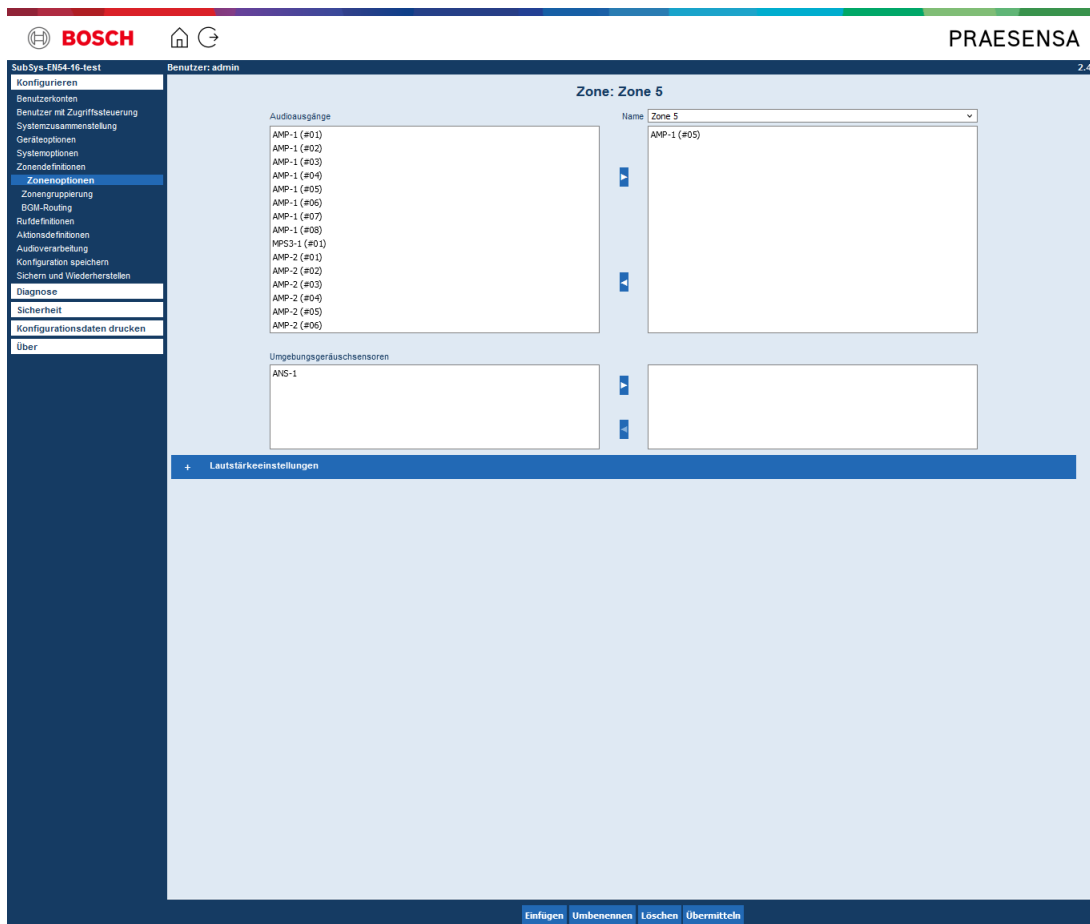 BOSCH
PRAESENSA
SubSys-EN54-16-test
Benutzer: admin
2.4
Konfigurieren
Benutzerkonten
Benutzer mit Zugriffssteuerung
Systemzusammenstellung
Geräteoptionen
Systemoptionen
Zonendefinitionen
Zonenoptionen
Zonengruppierung
BGM-Routing
Rufdefinitionen
Aktionsdefinitionen
Audioverarbeitung
Konfiguration speichern
Sichern und Wiederherstellen
Diagnose
Sicherheit
Konfigurationsdaten drucken
Über
Zone: Zone 5
Audioausgänge
Name Zone 5
AMP-1 (#01)
AMP-1 (#02)
AMP-1 (#03)
AMP-1 (#04)
AMP-1 (#05)
AMP-1 (#06)
AMP-1 (#07)
AMP-1 (#08)
MPS3-1 (#01)
AMP-2 (#01)
AMP-2 (#02)
AMP-2 (#03)
AMP-2 (#04)
AMP-2 (#05)
AMP-2 (#06)
AMP-1 (#05)
Umgebungsgeräuschsensoren
ANS-1
+ Lautstärkeeinstellungen
Einfügen Umbenennen Löschen Übermitteln